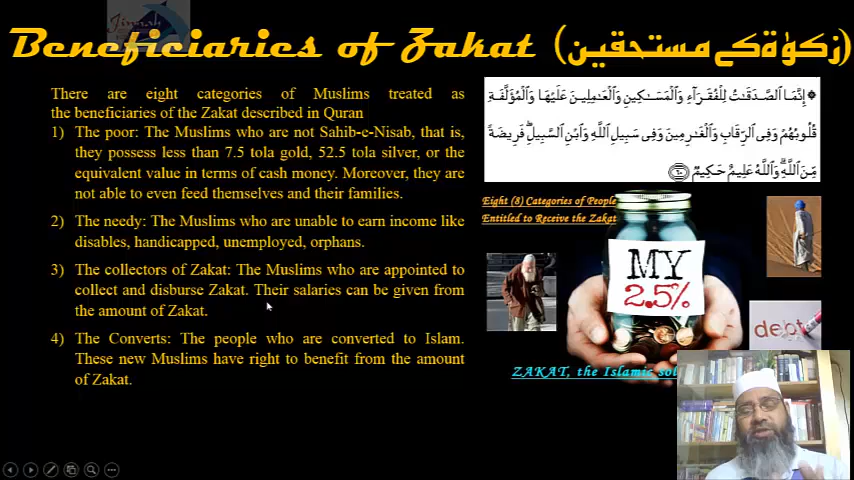 Jinnah
Beneficiaries of Zakat (زکوٰۃ کے مستحقین)
There are eight categories of Muslims treated as
the beneficiaries of the Zakat described in Quran
1) The poor: The Muslims who are not Sahib-e-Nisab, that is,
they possess less than 7.5 tola gold, 52.5 tola silver, or the
equivalent value in terms of cash money. Moreover, they are
not able to even feed themselves and their families.
2) The needy: The Muslims who are unable to earn income like
disables, handicapped, unemployed, orphans.
3) The collectors of Zakat: The Muslims who are appointed to
collect and disburse Zakat. Their salaries can be given from
the amount of Zakat.
4) The Converts: The people who are converted to Islam.
These new Muslims have right to benefit from the amount
of Zakat.
۞ إِنَّمَا الصَّدَقَٰتُ لِلْفُقَرَآءِ وَالْمَسَٰكِينِ وَالْعَٰمِلِينَ عَلَيْهَا وَالْمُؤَلَّفَةِ
قُلُوبُهُمْ وَفِى الرِّقَابِ وَالْغَٰرِمِينَ وَفِى سَبِيلِ اللَّهِ وَابْنِ السَّبِيلِ ۖ فَرِيضَةً
مِّنَ اللَّهِ ۗ وَاللَّهُ عَلِيمٌ حَكِيمٌ ٦٠
Eight (8) Categories of People
Entitled to Receive the Zakat
MY
2.5%
debt
ZAKAT, the Islamic sol